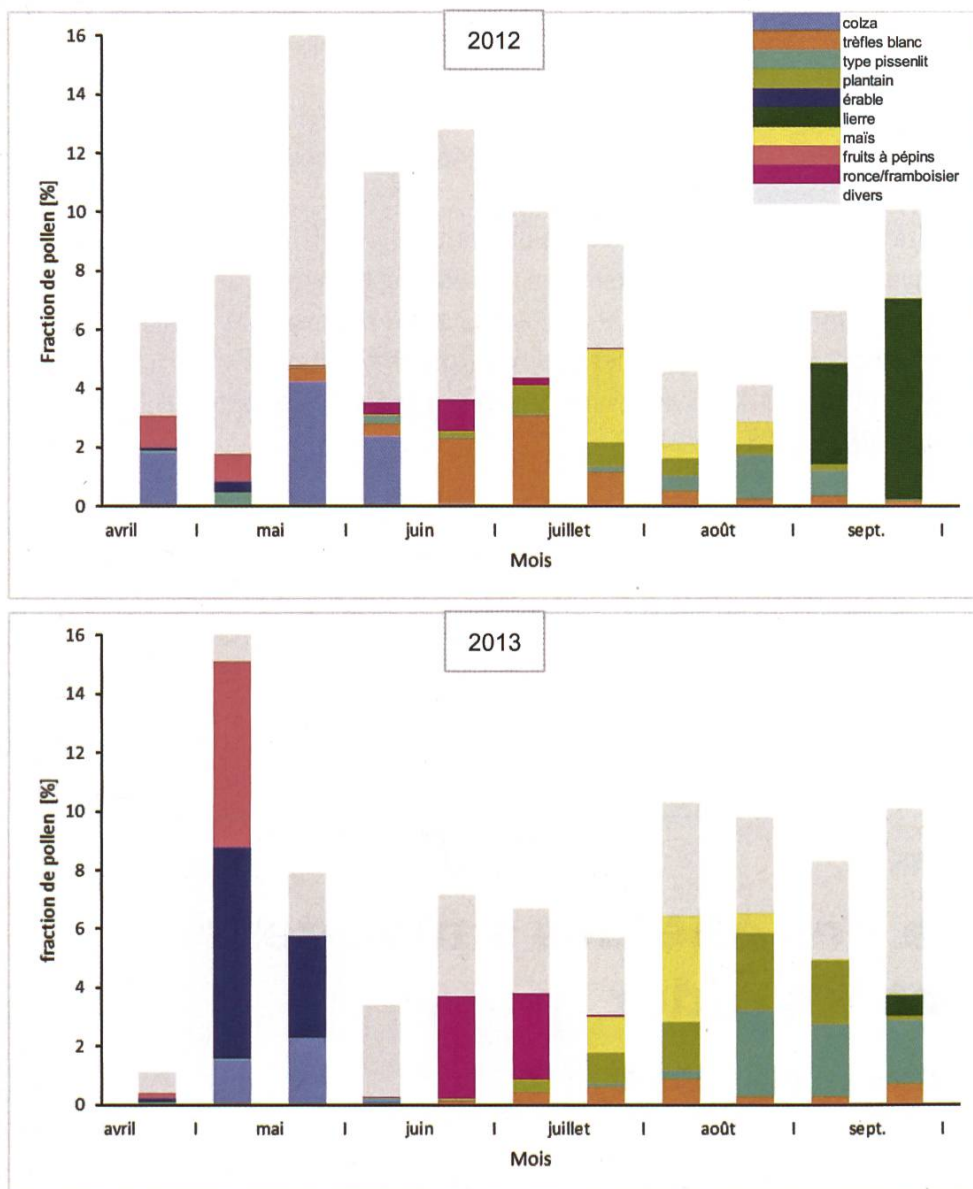 2012
colza
trèfles blanc
type pissenlit
plantain
érable
lierre
maïs
fruits à pépins
ronce/framboisier
divers
Fraction de pollen [%]
16
14
12
10
8
6
4
2
0
avril I mai I juin I juillet I août I sept. I
Mois
2013
fraction de pollen [%]
16
14
12
10
8
6
4
2
0
avril I mai I juin I juillet I août I sept. I
Mois